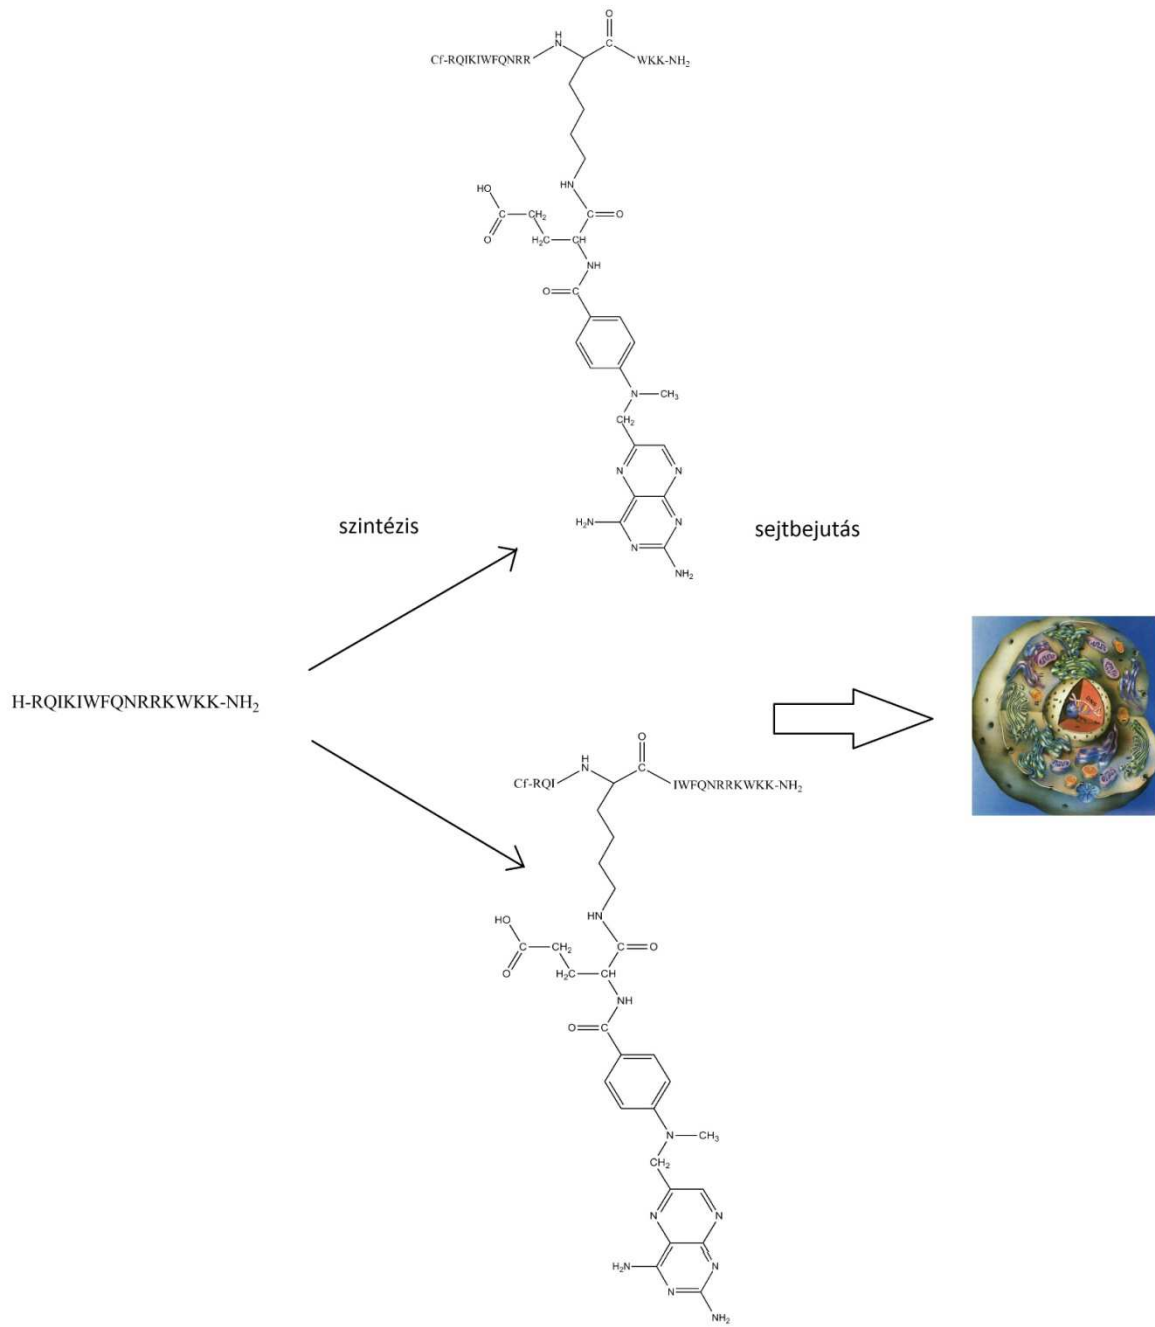 O
H
N
C
Cf-RQIKIWFQNRR
WKK-NH₂
HN
HO
C
CH₂
C
O
O
H₂C
CH
NH
O
C
N
CH₃
CH₂
N
N
H₂N
N
N
NH₂
szintézis
sejtbejutás
H-RQIKIWFQNRRKWKK-NH₂
O
H
N
C
Cf-RQI
IWFQNRRKWKK-NH₂
HN
HO
C
CH₂
C
O
O
H₂C
CH
NH
O
C
N
CH₃
CH₂
N
N
H₂N
N
N
NH₂